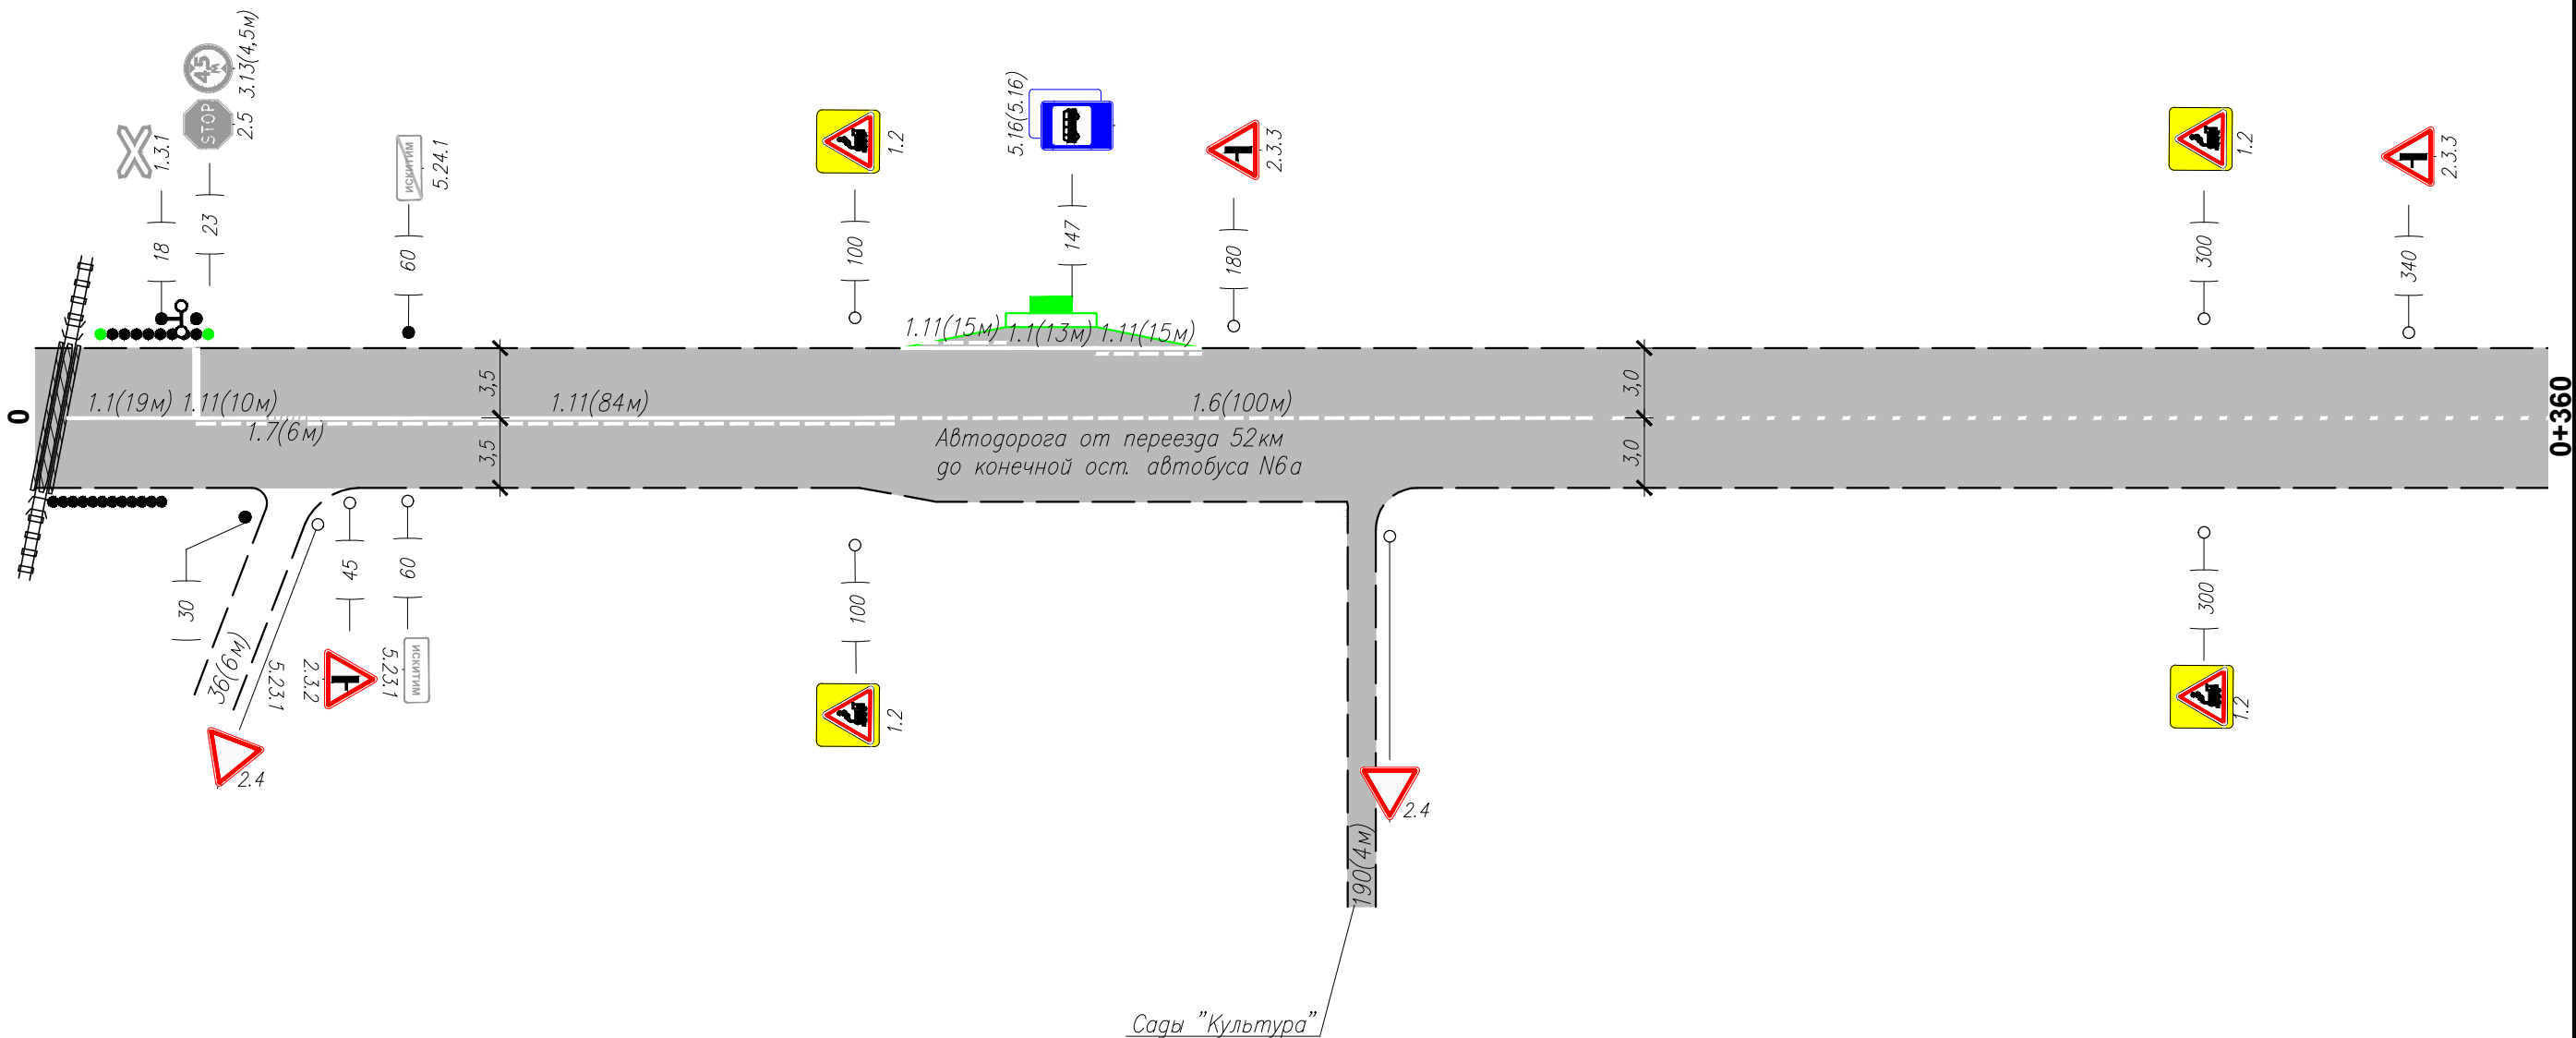 4,5 м
3.13(4,5м)
STOP
2.5
1.3.1
18
23
искитим
5.24.1
60
1.2
100
5.16(5.16)
147
2.3.3
180
1.2
300
2.3.3
340
1.11(15м)
1.1(13м)
1.11(15м)
0
1.1(19м)
1.11(10м)
1.7(6м)
3,5
3,5
1.11(84м)
1.6(100м)
Автодорога от переезда 52км
до конечной ост. автобуса N6а
3,0
3,0
0+360
30
36(6м)
5.23.1
2.4
45
2.3.2
60
5.23.1
искитим
100
1.2
190(4м)
2.4
300
1.2
Сады "Культура"